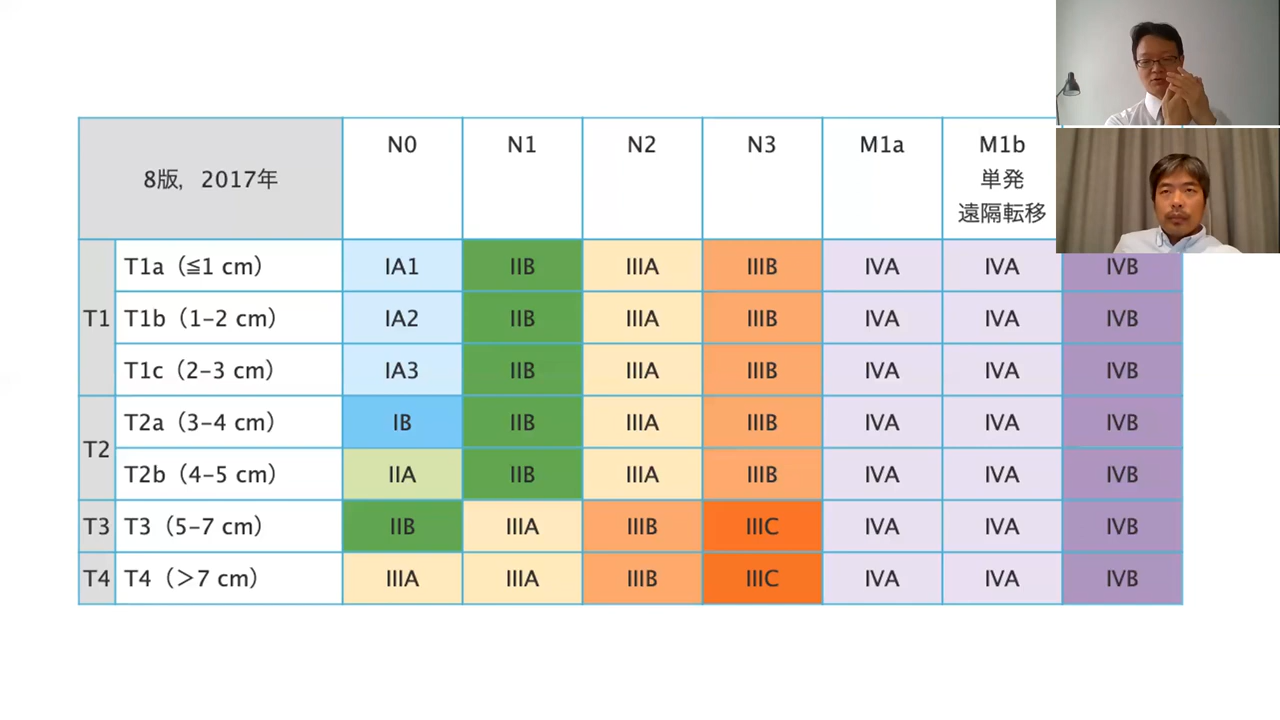 8版，2017年 N0 N1 N2 N3 M1a M1b
単発
遠隔転移
T1 T1a（≦1 cm） IA1 IIB IIIA IIIB IVA IVA IVB
T1b（1–2 cm） IA2 IIB IIIA IIIB IVA IVA IVB
T1c（2–3 cm） IA3 IIB IIIA IIIB IVA IVA IVB
T2 T2a（3–4 cm） IB IIB IIIA IIIB IVA IVA IVB
T2b（4–5 cm） IIA IIB IIIA IIIB IVA IVA IVB
T3 T3（5–7 cm） IIB IIIA IIIB IIIC IVA IVA IVB
T4 T4（＞7 cm） IIIA IIIA IIIB IIIC IVA IVA IVB